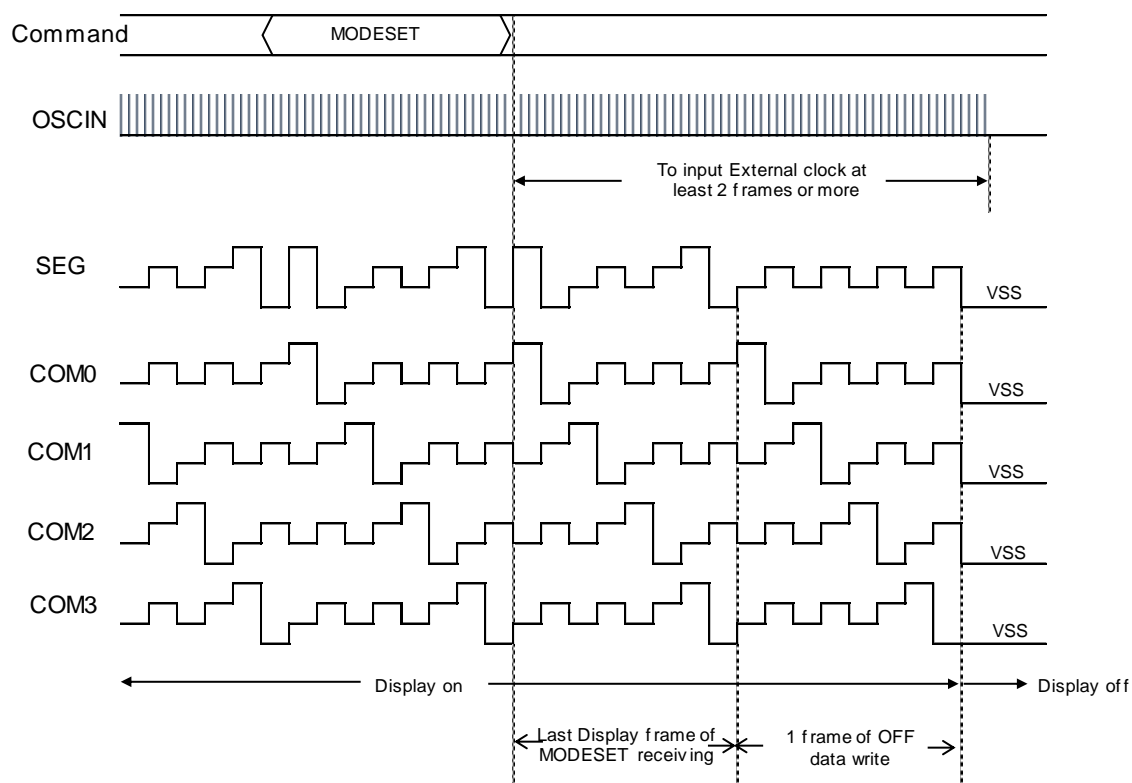 Command
MODESET
OSCIN
To input External clock at
least 2 frames or more
SEG
VSS
COM0
VSS
COM1
VSS
COM2
VSS
COM3
VSS
Display on
Display off
Last Display frame of
MODESET receiving
1 frame of OFF
data write